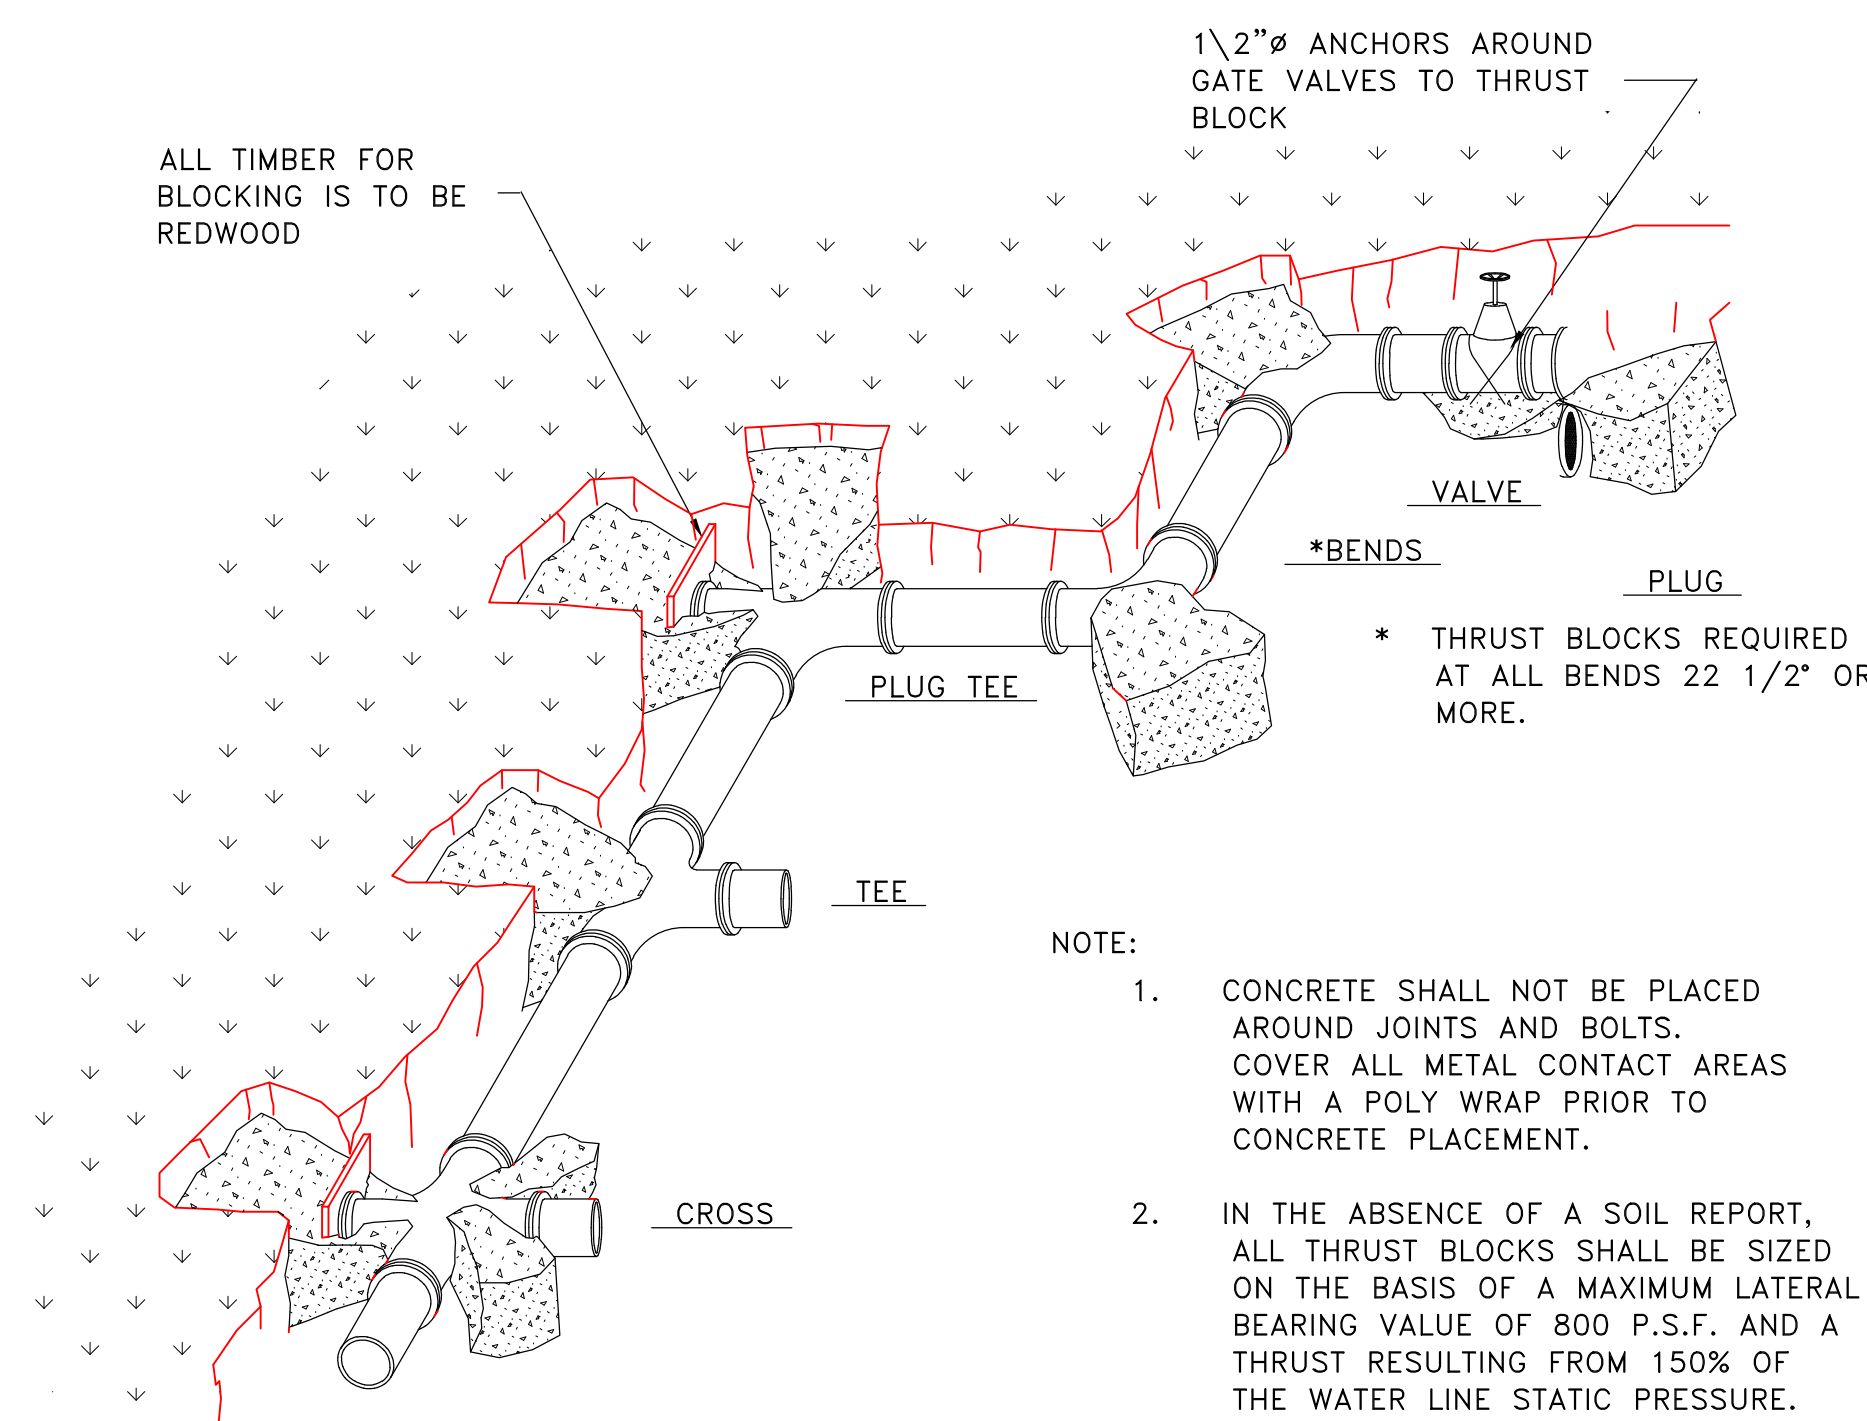 1\2”ø ANCHORS AROUND
GATE VALVES TO THRUST
BLOCK
ALL TIMBER FOR
BLOCKING IS TO BE
REDWOOD
VALVE
*BENDS
PLUG
* THRUST BLOCKS REQUIRED
AT ALL BENDS 22 1/2° OR
MORE.
PLUG TEE
TEE
CROSS
NOTE:
1. CONCRETE SHALL NOT BE PLACED
AROUND JOINTS AND BOLTS.
COVER ALL METAL CONTACT AREAS
WITH A POLY WRAP PRIOR TO
CONCRETE PLACEMENT.
2. IN THE ABSENCE OF A SOIL REPORT,
ALL THRUST BLOCKS SHALL BE SIZED
ON THE BASIS OF A MAXIMUM LATERAL
BEARING VALUE OF 800 P.S.F. AND A
THRUST RESULTING FROM 150% OF
THE WATER LINE STATIC PRESSURE.